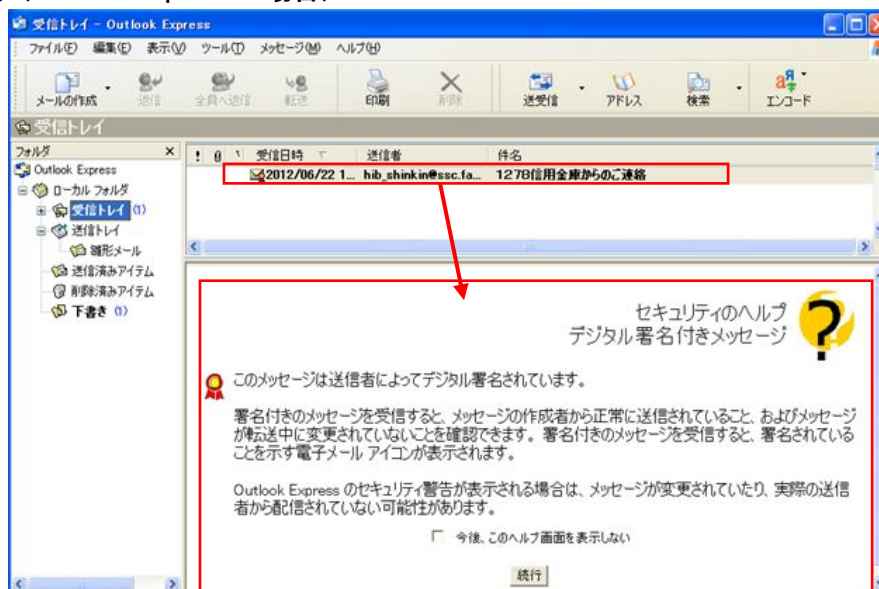 受信トレイ - Outlook Express
ファイル(F) 編集(E) 表示(V) ツール(T) メッセージ(M) ヘルプ(H)
メールの作成 返信 全員へ返信 転送 印刷 削除 送受信 アドレス 検索 エンコード
受信トレイ
フォルダ ×
! 受信日時 送信者 件名
2012/06/22 1... hib_shinkin@ssc.fa... 1278信用金庫からのご連絡
Outlook Express
ローカル フォルダ
受信トレイ (1)
送信トレイ
雛形メール
送信済みアイテム
削除済みアイテム
下書き (1)
セキュリティのヘルプ
デジタル署名付きメッセージ
このメッセージは送信者によってデジタル署名されています。
署名付きのメッセージを受信すると、メッセージの作成者から正常に送信されていること、およびメッセージ
が転送中に変更されていないことを確認できます。署名付きのメッセージを受信すると、署名されている
ことを示す電子メール アイコンが表示されます。
Outlook Express のセキュリティ警告が表示される場合は、メッセージが変更されていたり、実際の送信
者から配信されていない可能性があります。
今後、このヘルプ画面を表示しない
続行